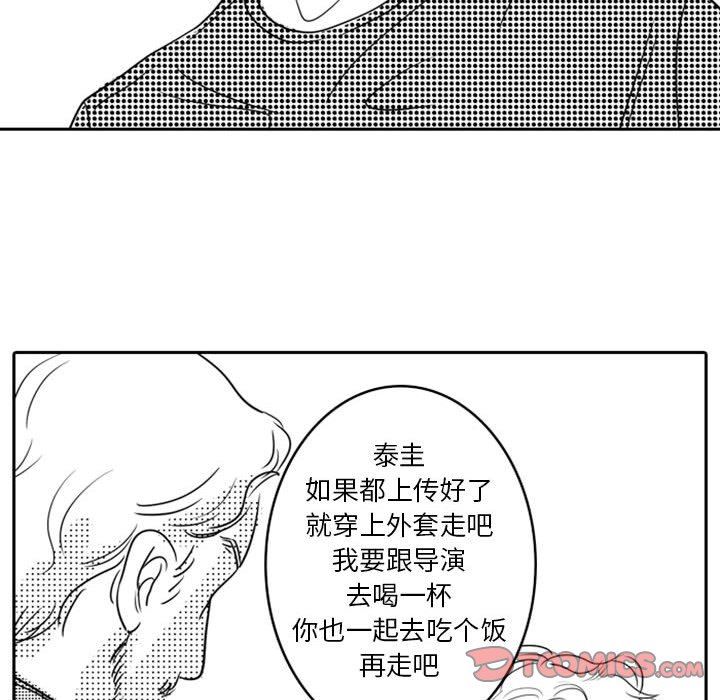 泰圭
如果都上传好了
就穿上外套走吧
我要跟导演
去喝一杯
你也一起去吃个饭
再走吧
DTCOMICS.COM